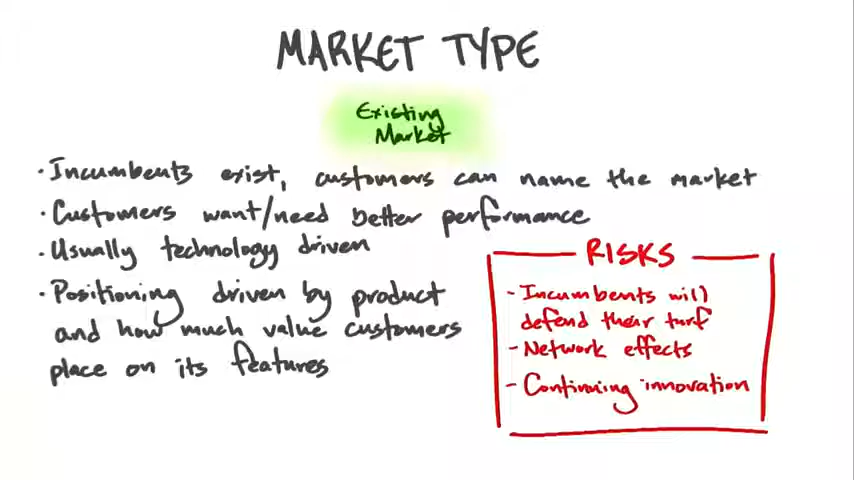 MARKET TYPE
Existing
Market
· Incumbents exist, customers can name the market
· Customers want/need better performance
· Usually technology driven
· Positioning driven by product
and how much value customers
place on its features
RISKS
- Incumbents will
defend their turf
- Network effects
- Continuing innovation